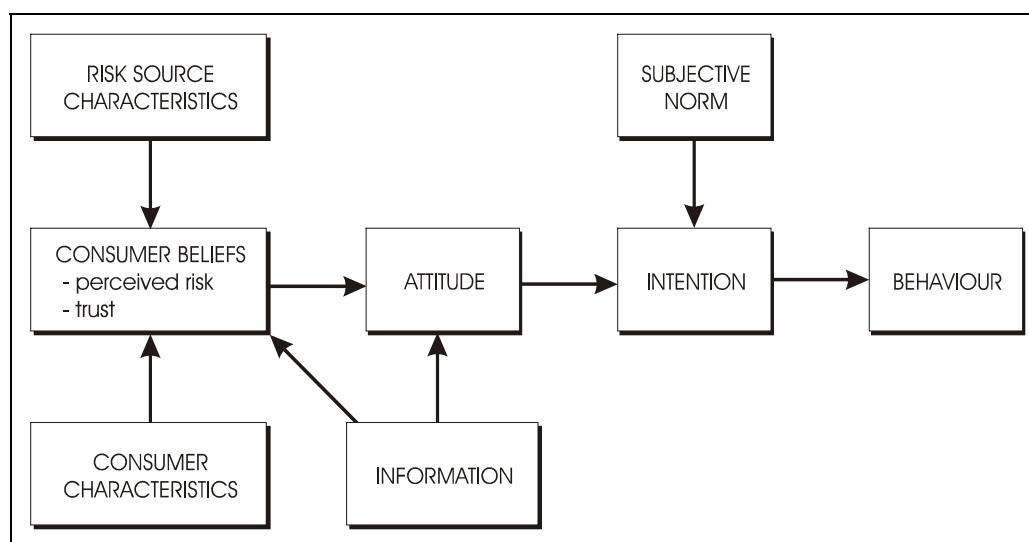 RISK SOURCE
CHARACTERISTICS
SUBJECTIVE
NORM
CONSUMER BELIEFS
- perceived risk
- trust
ATTITUDE
INTENTION
BEHAVIOUR
CONSUMER
CHARACTERISTICS
INFORMATION